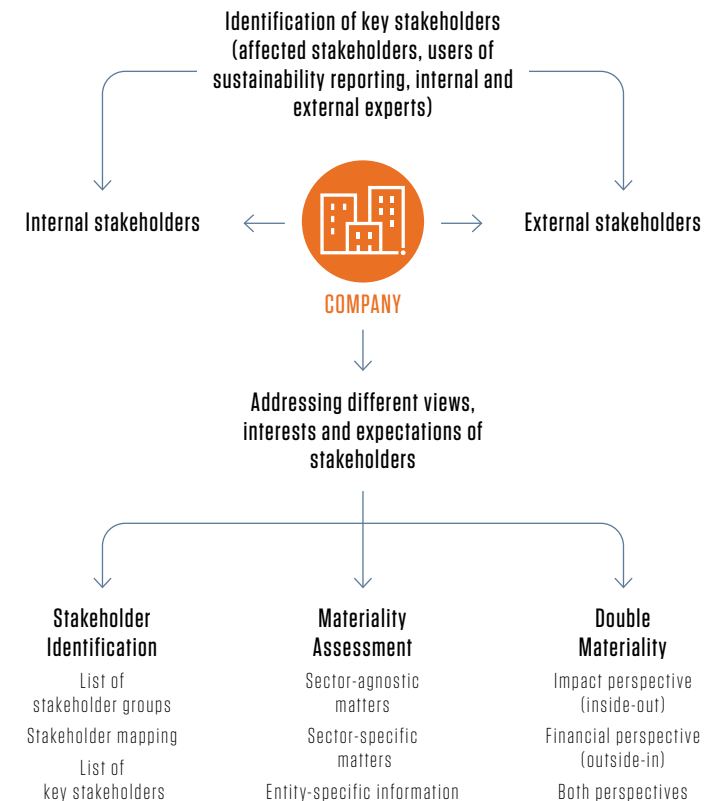 Identification of key stakeholders
(affected stakeholders, users of
sustainability reporting, internal and
external experts)
Internal stakeholders
External stakeholders
COMPANY
Addressing different views,
interests and expectations of
stakeholders
Stakeholder
Identification
List of
stakeholder groups
Stakeholder mapping
List of
key stakeholders
Materiality
Assessment
Sector-agnostic
matters
Sector-specific
matters
Entity-specific information
Double
Materiality
Impact perspective
(inside-out)
Financial perspective
(outside-in)
Both perspectives